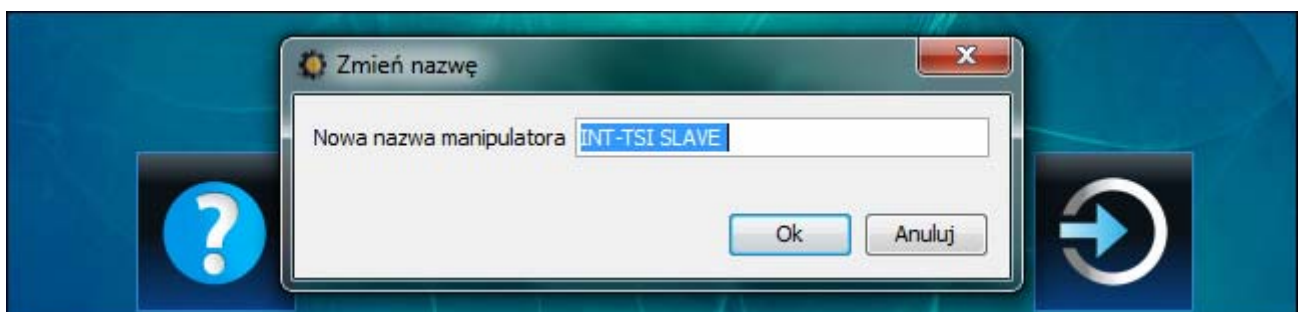 Zmień nazwę
Nowa nazwa manipulatora INT-TSI SLAVE
Ok Anuluj